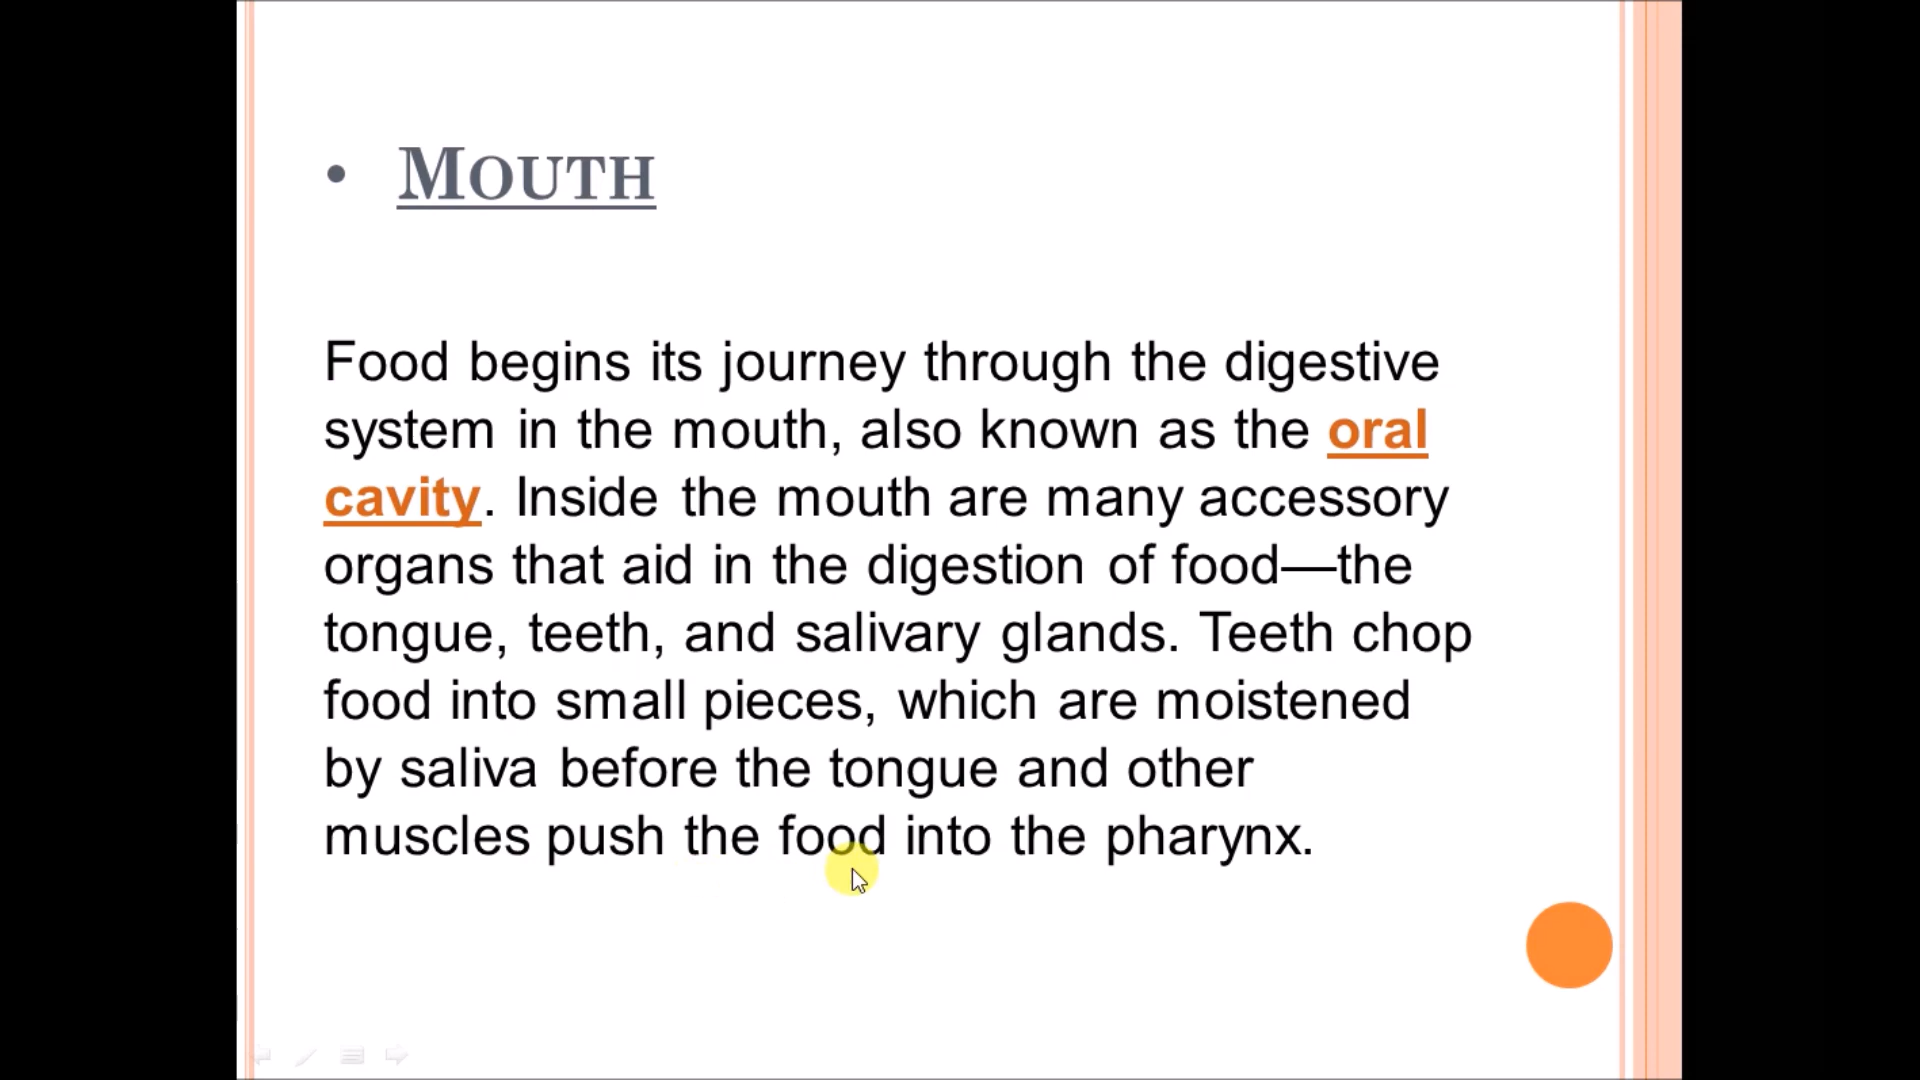 • MOUTH
Food begins its journey through the digestive
system in the mouth, also known as the oral
cavity. Inside the mouth are many accessory
organs that aid in the digestion of food—the
tongue, teeth, and salivary glands. Teeth chop
food into small pieces, which are moistened
by saliva before the tongue and other
muscles push the food into the pharynx.